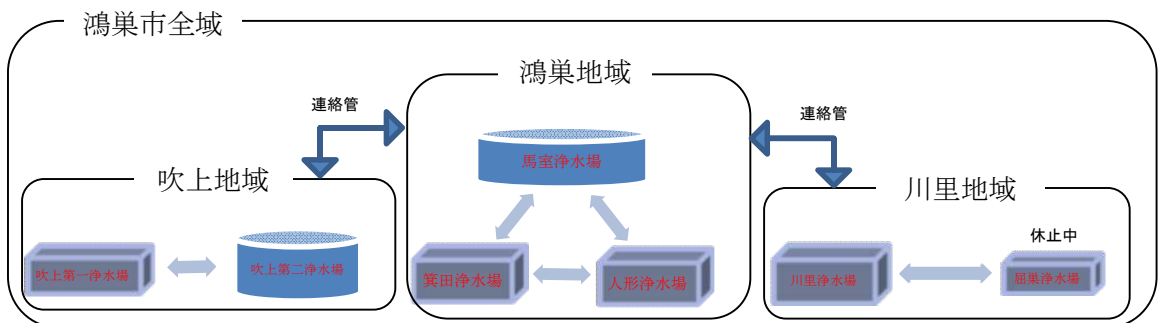 鴻巣市全域
鴻巣地域
連絡管
連絡管
馬室浄水場
吹上地域
川里地域
休止中
吹上第一浄水場
吹上第二浄水場
箕田浄水場
人形浄水場
川里浄水場
屈巣浄水場